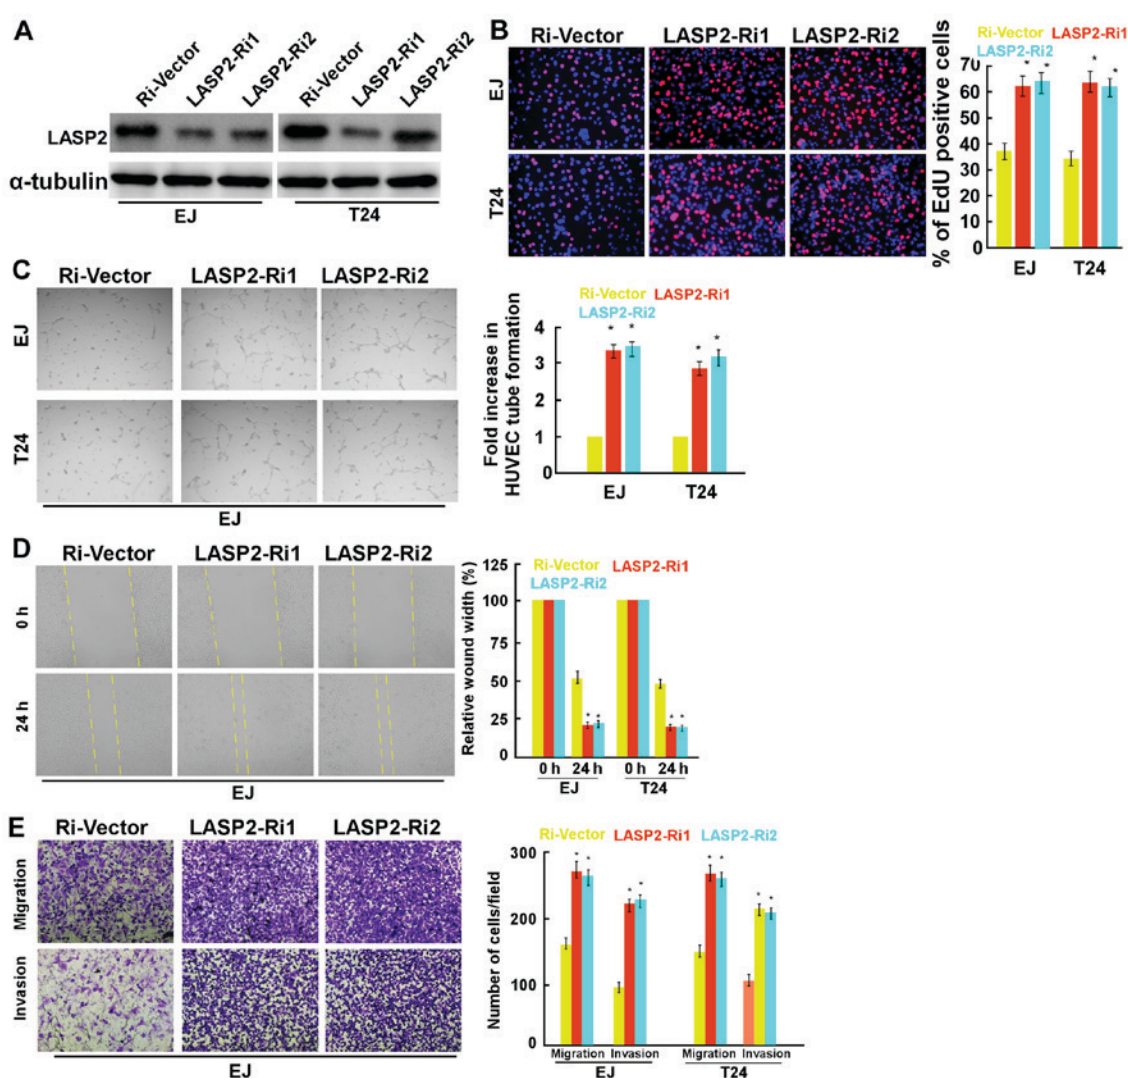 A
Ri-Vector
LASP2-Ri1
LASP2-Ri2
Ri-Vector
LASP2-Ri1
LASP2-Ri2
LASP2
α-tubulin
EJ
T24
B
Ri-Vector
LASP2-Ri1
LASP2-Ri2
EJ
T24
Ri-Vector
LASP2-Ri1
LASP2-Ri2
% of EdU positive cells
70
60
50
40
30
20
10
0
* * * *
EJ
T24
C
Ri-Vector
LASP2-Ri1
LASP2-Ri2
EJ
T24
EJ
Ri-Vector
LASP2-Ri1
LASP2-Ri2
Fold increase in
HUVEC tube formation
4
3
2
1
0
* * * *
EJ
T24
D
Ri-Vector
LASP2-Ri1
LASP2-Ri2
0 h
24 h
EJ
Ri-Vector
LASP2-Ri1
LASP2-Ri2
Relative wound width (%)
125
100
75
50
25
0
* * * *
0 h 24 h 0 h 24 h
EJ
T24
E
Ri-Vector
LASP2-Ri1
LASP2-Ri2
Migration
Invasion
EJ
Ri-Vector LASP2-Ri1 LASP2-Ri2
Number of cells/field
300
200
100
0
* * * * * * * *
Migration Invasion Migration Invasion
EJ
T24